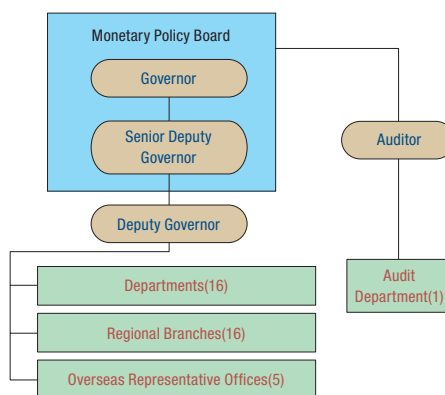 Monetary Policy Board
Governor
Senior Deputy
Governor
Auditor
Deputy Governor
Departments(16)
Audit
Department(1)
Regional Branches(16)
Overseas Representative Offices(5)